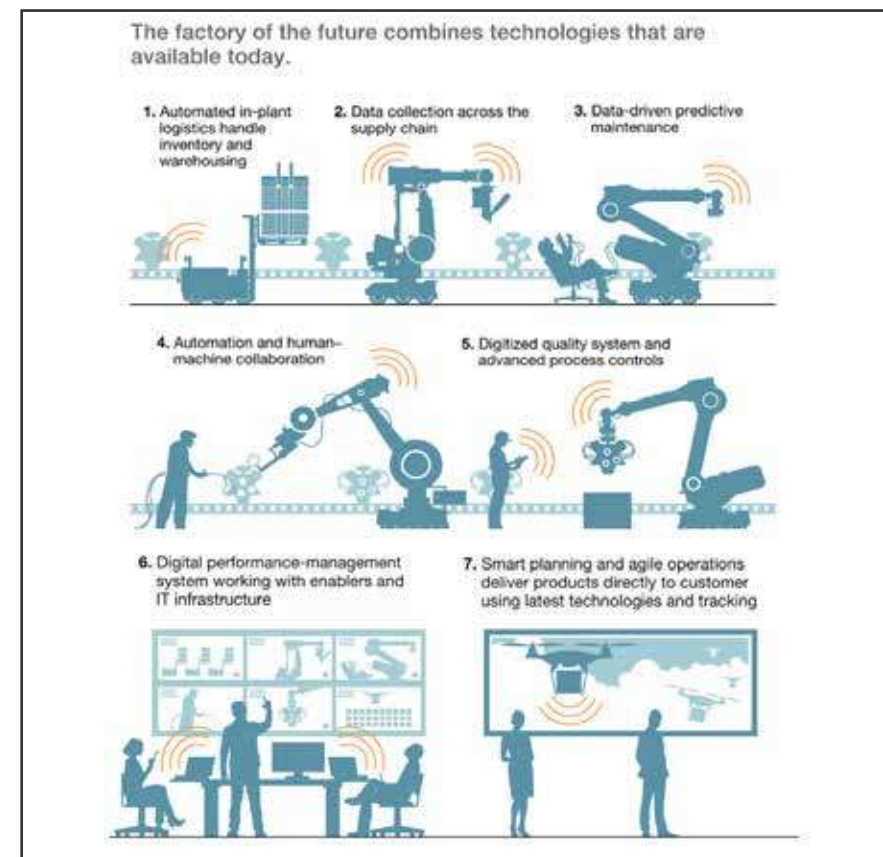 The factory of the future combines technologies that are
available today.
1. Automated in-plant
logistics handle
inventory and
warehousing
2. Data collection across the
supply chain
3. Data-driven predictive
maintenance
4. Automation and human–
machine collaboration
5. Digitized quality system and
advanced process controls
6. Digital performance-management
system working with enablers and
IT infrastructure
7. Smart planning and agile operations
deliver products directly to customer
using latest technologies and tracking